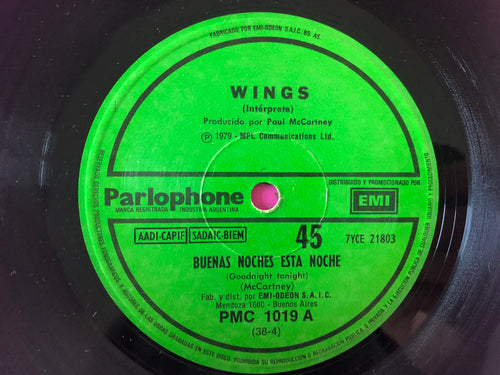 FABRICADO POR EMI-ODEON S.A.I.C. BS. AS.
WINGS
(Intérprete)
Producido por Paul McCartney
Ⓟ 1979 - MPL Communications Ltd.
DISTRIBUIDO Y PROMOCIONADO POR
Parlophone
EMI
MARCA REGISTRADA INDUSTRIA ARGENTINA
AADI-CAPIF SADAIC-BIEM
45
7YCE 21803
BUENAS NOCHES ESTA NOCHE
(Goodnight tonight)
(McCartney)
Fab. y dist. por EMI-ODEON S.A.I.C.
Mendoza 1660 - Buenos Aires
PMC 1019 A
(38-4)